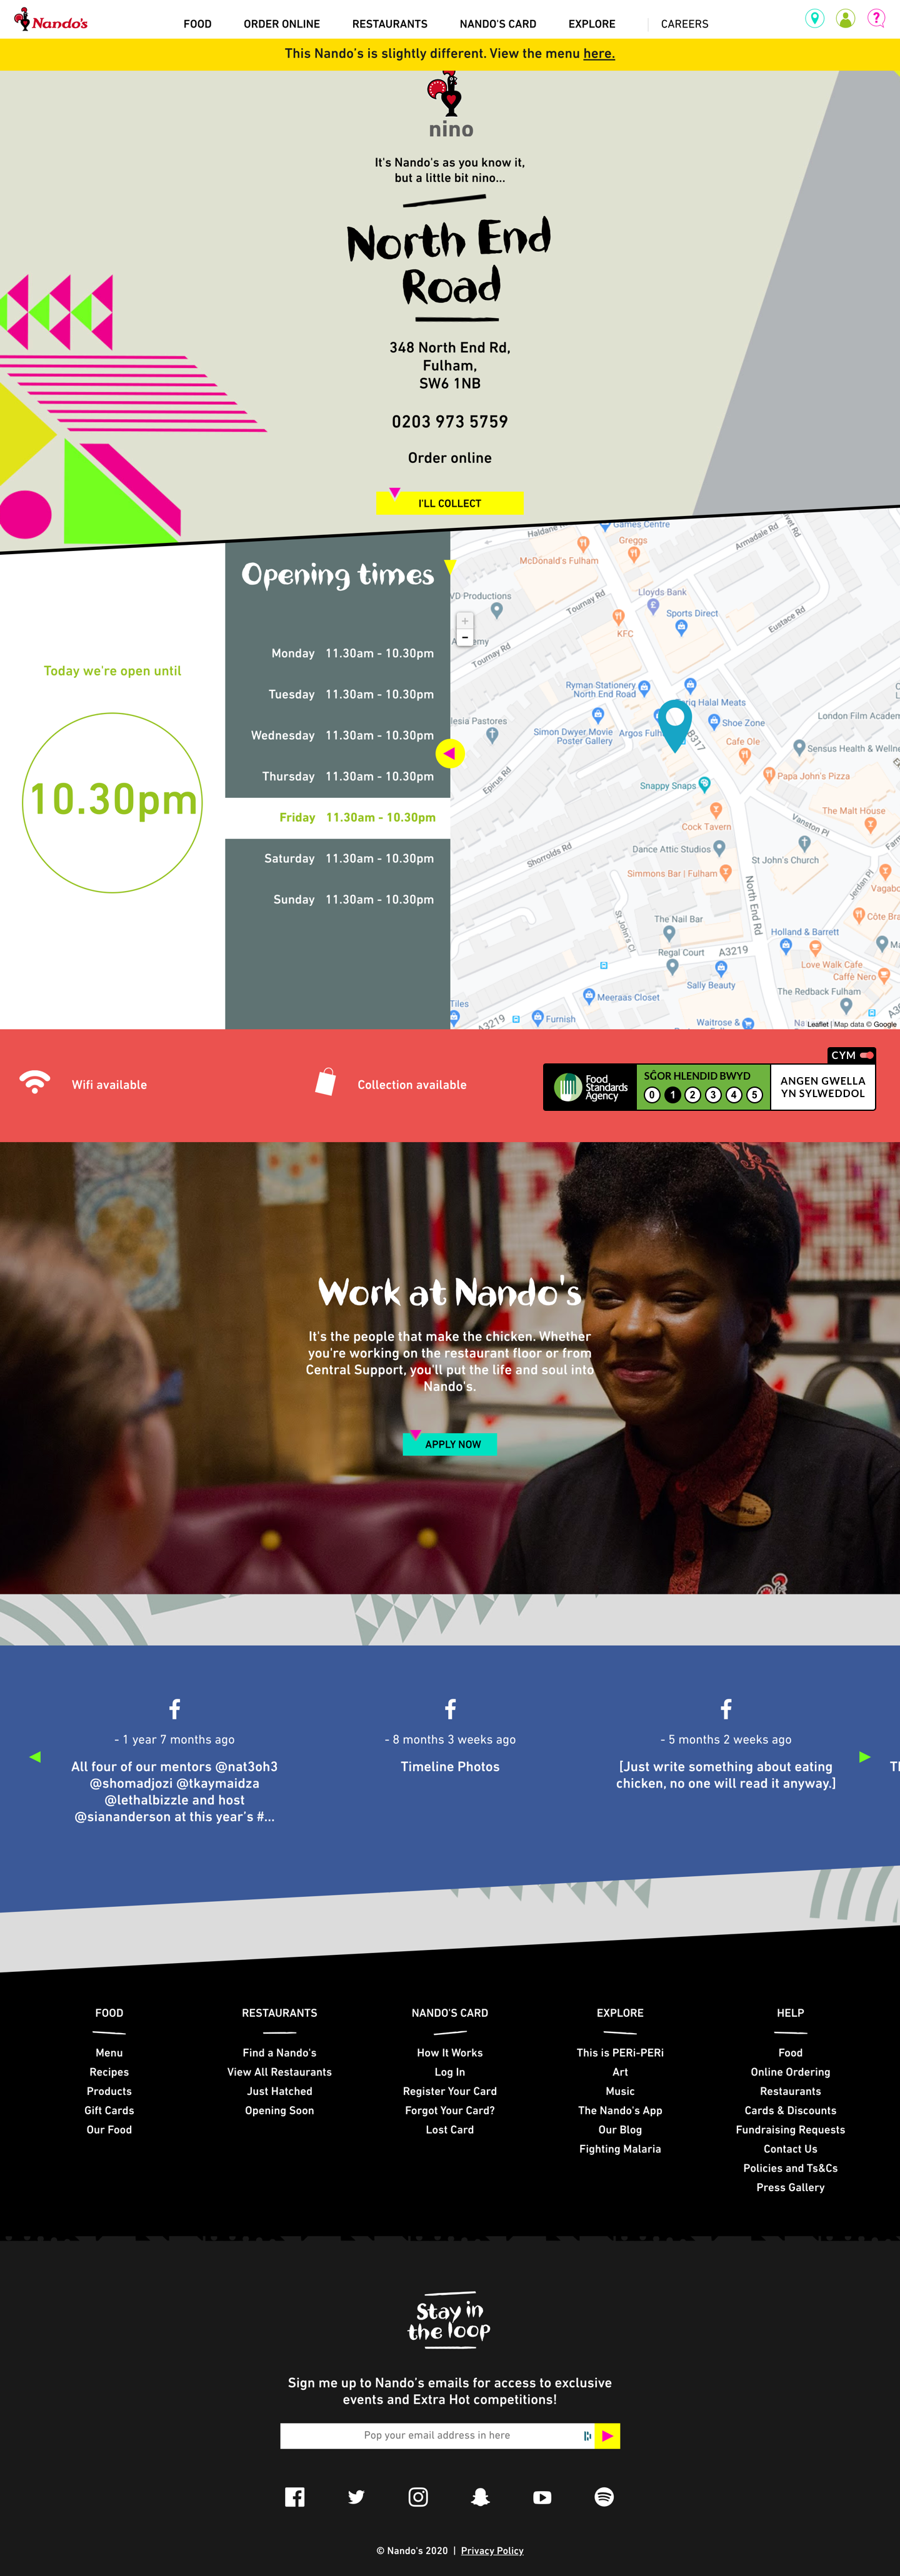 Nando's
FOOD
ORDER ONLINE
RESTAURANTS
NANDO'S CARD
EXPLORE
CAREERS
This Nando's is slightly different. View the menu here.
nino
It's Nando's as you know it,
but a little bit nino...
North End
Road
348 North End Rd,
Fulham,
SW6 1NB
0203 973 5759
Order online
I'LL COLLECT
Today we're open until
10.30pm
Opening times
Monday 11.30am - 10.30pm
Tuesday 11.30am - 10.30pm
Wednesday 11.30am - 10.30pm
Thursday 11.30am - 10.30pm
Friday 11.30am - 10.30pm
Saturday 11.30am - 10.30pm
Sunday 11.30am - 10.30pm
Games Centre
Haldane
Greggs
Armadale Rd
McDonald's Fulham
VD Productions
Tournay Rd
Lloyds Bank
Sports Direct
Eustace Rd
KFC
Tournay Rd
Ryman Stationery
North End Road
riq Halal Meats
lesia Pastores
Simon Dwyer Movie
Poster Gallery
Argos Fulh
Shoe Zone
London Film Academ
B317
Cafe Ole
Sensus Health & Wellne
Epirus Rd
Papa John's Pizza
Snappy Snaps
The Malt House
Cock Tavern
Vanston Pl
Dance Attic Studios
Shorrolds Rd
St John's Church
Simmons Bar | Fulham
Jerdan Pl
Vagabo
North End Rd
St John's Cl
The Nail Bar
Côte Bra
Holland & Barrett
Regal Court
A3219
Love Walk Cafe
Caffè Nero
Sally Beauty
The Redback Fulham
Meeraas Closet
Tiles
A3219
Furnish
Waitrose &
Leaflet | Map data © Google
Wifi available
Collection available
CYM
Food
Standards
Agency
SGÔR HLENDID BWYD
0 1 2 3 4 5
ANGEN GWELLA
YN SYLWEDDOL
Work at Nando's
It's the people that make the chicken. Whether
you're working on the restaurant floor or from
Central Support, you'll put the life and soul into
Nando's.
APPLY NOW
- 1 year 7 months ago
All four of our mentors @nat3oh3
@shomadjozi @tkaymaidza
@lethalbizzle and host
@siananderson at this year's #...
- 8 months 3 weeks ago
Timeline Photos
- 5 months 2 weeks ago
[Just write something about eating
chicken, no one will read it anyway.]
FOOD
Menu
Recipes
Products
Gift Cards
Our Food
RESTAURANTS
Find a Nando's
View All Restaurants
Just Hatched
Opening Soon
NANDO'S CARD
How It Works
Log In
Register Your Card
Forgot Your Card?
Lost Card
EXPLORE
This is PERi-PERi
Art
Music
The Nando's App
Our Blog
Fighting Malaria
HELP
Food
Online Ordering
Restaurants
Cards & Discounts
Fundraising Requests
Contact Us
Policies and Ts&Cs
Press Gallery
Stay in
the loop
Sign me up to Nando's emails for access to exclusive
events and Extra Hot competitions!
Pop your email address in here
© Nando's 2020 | Privacy Policy